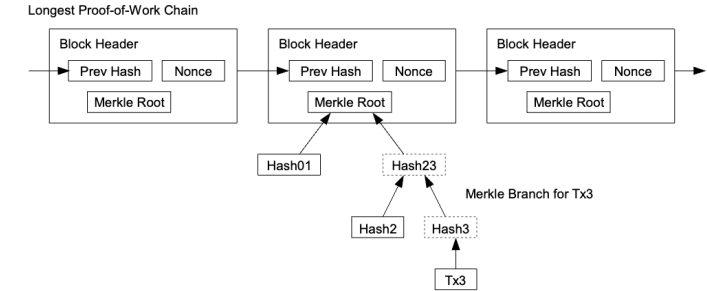 Longest Proof-of-Work Chain
Block Header
Block Header
Block Header
Prev Hash
Nonce
Prev Hash
Nonce
Prev Hash
Nonce
Merkle Root
Merkle Root
Merkle Root
Hash01
Hash23
Merkle Branch for Tx3
Hash2
Hash3
Tx3